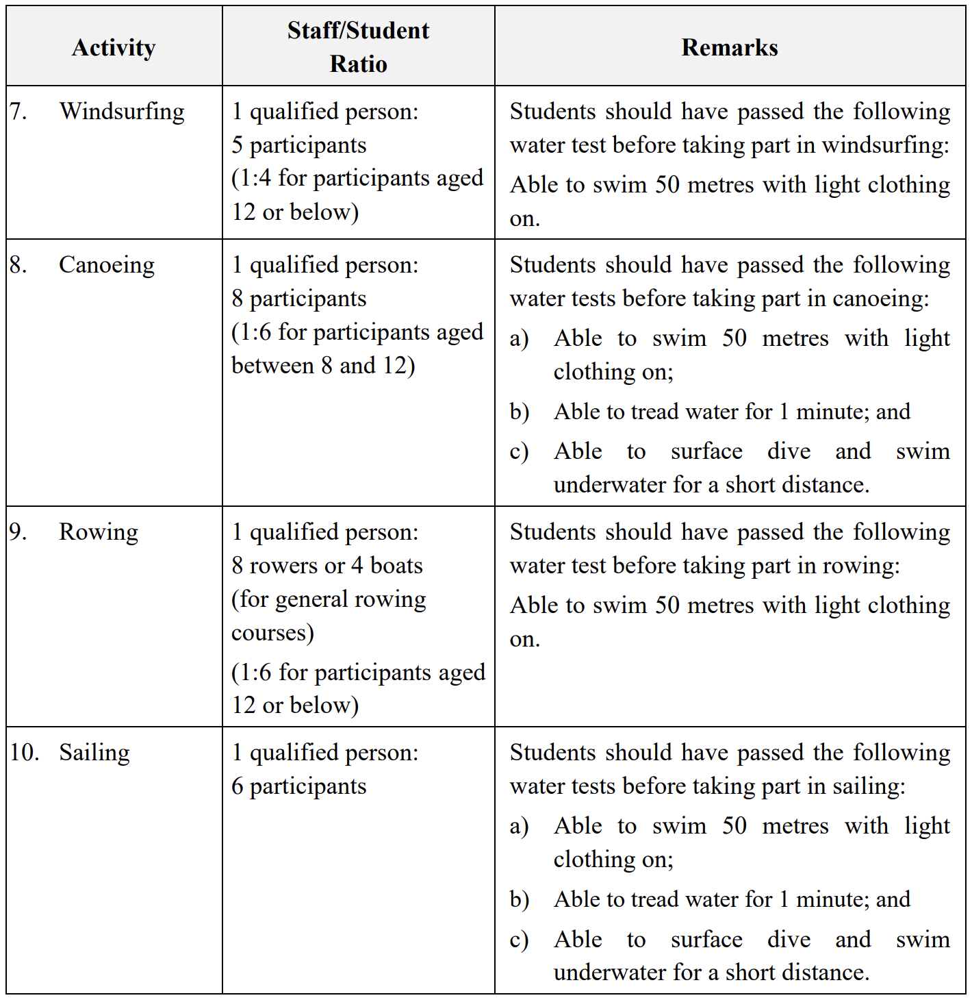 Activity
Staff/Student
Ratio
Remarks
7. Windsurfing
1 qualified person:
5 participants
(1:4 for participants aged
12 or below)
Students should have passed the following
water test before taking part in windsurfing:
Able to swim 50 metres with light clothing
on.
8. Canoeing
1 qualified person:
8 participants
(1:6 for participants aged
between 8 and 12)
Students should have passed the following
water tests before taking part in canoeing:
a) Able to swim 50 metres with light
clothing on;
b) Able to tread water for 1 minute; and
c) Able to surface dive and swim
underwater for a short distance.
9. Rowing
1 qualified person:
8 rowers or 4 boats
(for general rowing
courses)
(1:6 for participants aged
12 or below)
Students should have passed the following
water test before taking part in rowing:
Able to swim 50 metres with light clothing
on.
10. Sailing
1 qualified person:
6 participants
Students should have passed the following
water tests before taking part in sailing:
a) Able to swim 50 metres with light
clothing on;
b) Able to tread water for 1 minute; and
c) Able to surface dive and swim
underwater for a short distance.